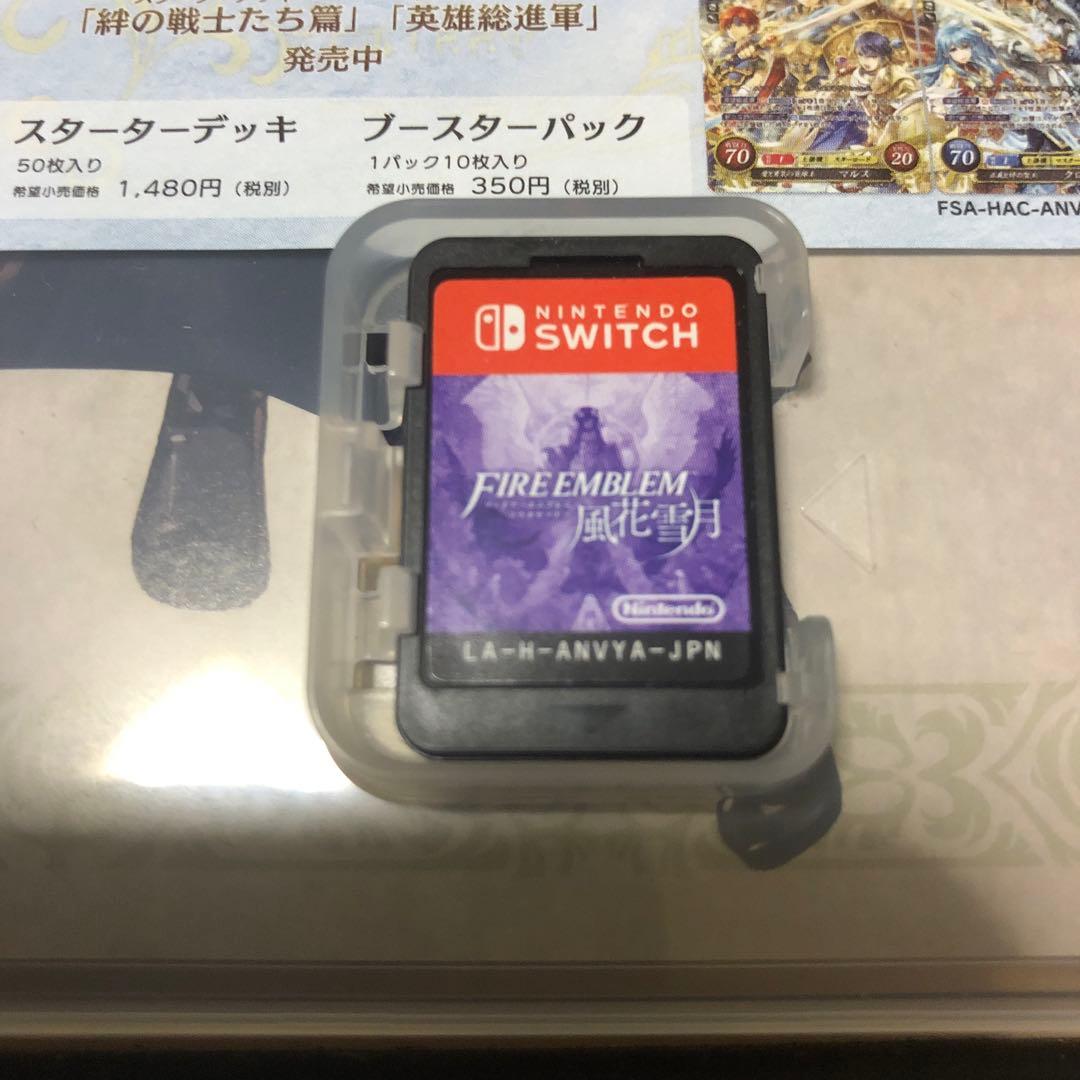 「絆の戦士たち篇」「英雄総進軍」
発売中
スターターデッキ
50枚入り
希望小売価格 1,480円（税別）
ブースターパック
1パック10枚入り
希望小売価格 350円（税別）
70
マルス
20
70
FSA-HAC-ANV
NINTENDO
SWITCH
FIRE EMBLEM
風花雪月
Nintendo
LA-H-ANVYA-JPN